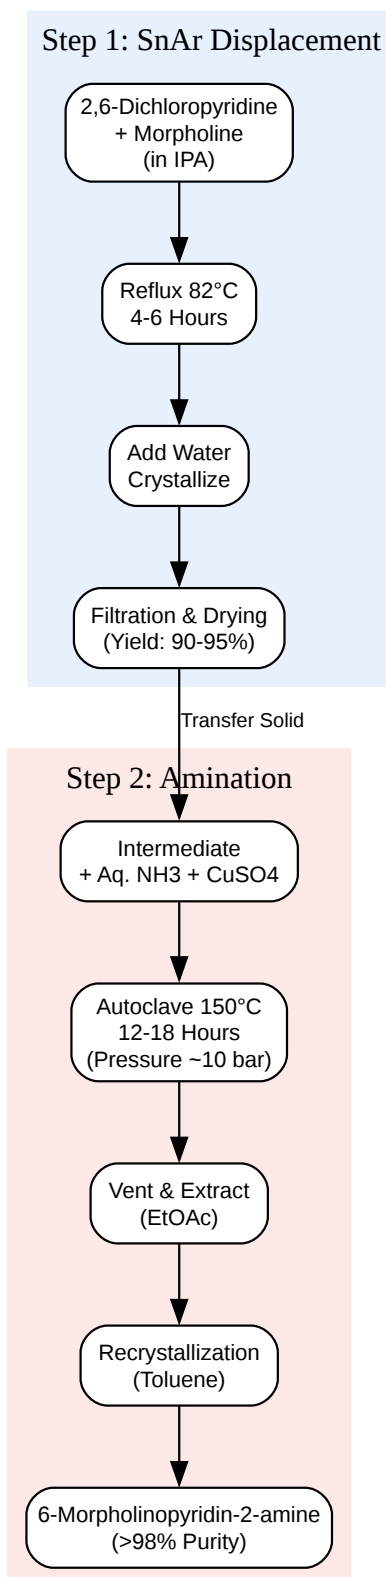 Step 1: SnAr Displacement
2,6-Dichloropyridine
+ Morpholine
(in IPA)
Reflux 82°C
4-6 Hours
Add Water
Crystallize
Filtration & Drying
(Yield: 90-95%)
Transfer Solid
Step 2: Amination
Intermediate
+ Aq. NH3 + CuSO4
Autoclave 150°C
12-18 Hours
(Pressure ~10 bar)
Vent & Extract
(EtOAc)
Recrystallization
(Toluene)
6-Morpholinopyridin-2-amine
(>98% Purity)